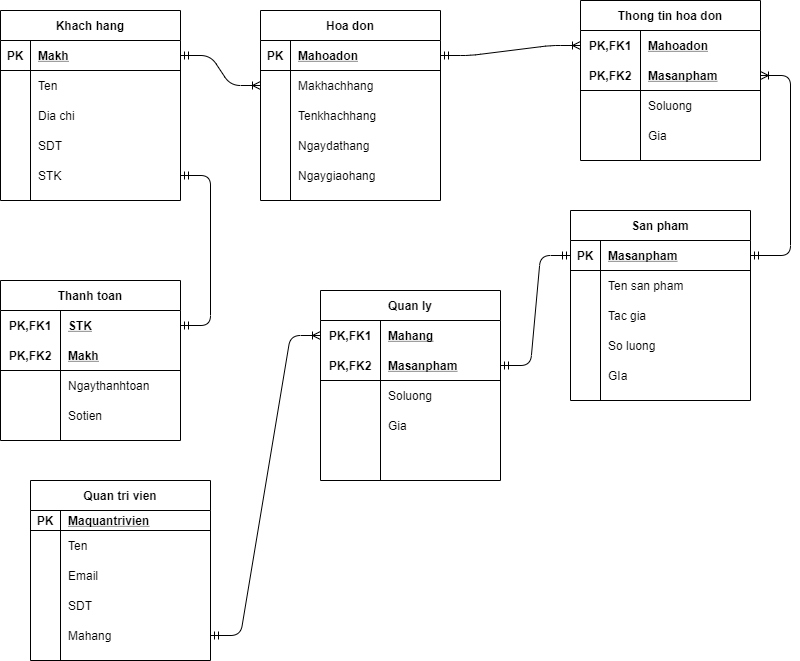 Khach hang
PK Makh
Ten
Dia chi
SDT
STK
Hoa don
PK Mahoadon
Makhachhang
Tenkhachhang
Ngaydathang
Ngaygiaohang
Thong tin hoa don
PK,FK1 Mahoadon
PK,FK2 Masanpham
Soluong
Gia
San pham
PK Masanpham
Ten san pham
Tac gia
So luong
GIa
Thanh toan
PK,FK1 STK
PK,FK2 Makh
Ngaythanhtoan
Sotien
Quan ly
PK,FK1 Mahang
PK,FK2 Masanpham
Soluong
Gia
Quan tri vien
PK Maquantrivien
Ten
Email
SDT
Mahang